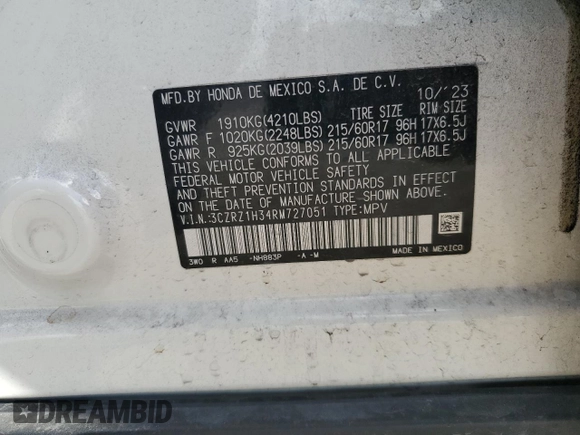 MFD.BY HONDA DE MEXICO S.A. DE C.V. 10/'23
TIRE SIZE RIM SIZE
GVWR 1910KG(4210LBS)
GAWR F 1020KG(2248LBS) 215/60R17 96H 17X6.5J
GAWR R 925KG(2039LBS) 215/60R17 96H 17X6.5J
THIS VEHICLE CONFORMS TO ALL APPLICABLE
FEDERAL MOTOR VEHICLE SAFETY
AND THEFT PREVENTION STANDARDS IN EFFECT
ON THE DATE OF MANUFACTURE SHOWN ABOVE.
V.I.N.:3CZRZ1H34RM727051 TYPE:MPV
3W0 R AA5 -NH883P -A -M MADE IN MEXICO
DREAMBID